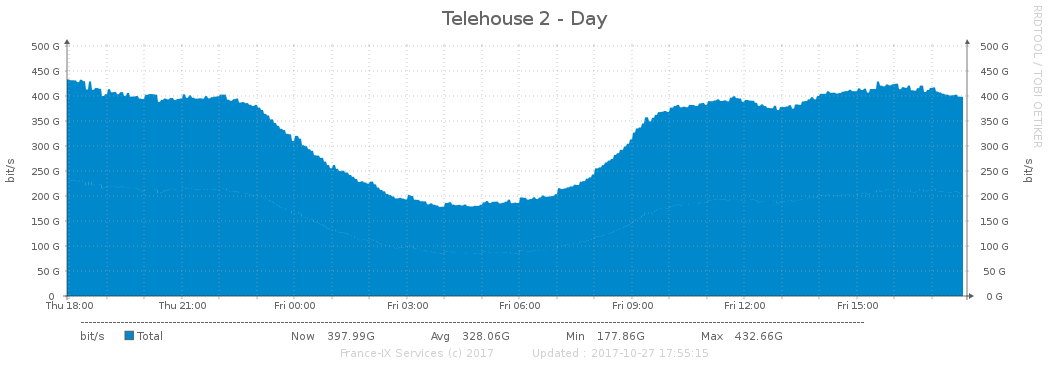 Telehouse 2 - Day
RRDTOOL / TOBI OETIKER
500 G 500 G
450 G 450 G
400 G 400 G
350 G 350 G
300 G 300 G
250 G 250 G
200 G 200 G
150 G 150 G
100 G 100 G
50 G 50 G
0 0 G
bit/s
bit/s
Thu 18:00 Thu 21:00 Fri 00:00 Fri 03:00 Fri 06:00 Fri 09:00 Fri 12:00 Fri 15:00
bit/s Total Now 397.99G Avg 328.06G Min 177.86G Max 432.66G
France-IX Services (c) 2017 Updated : 2017-10-27 17:55:15